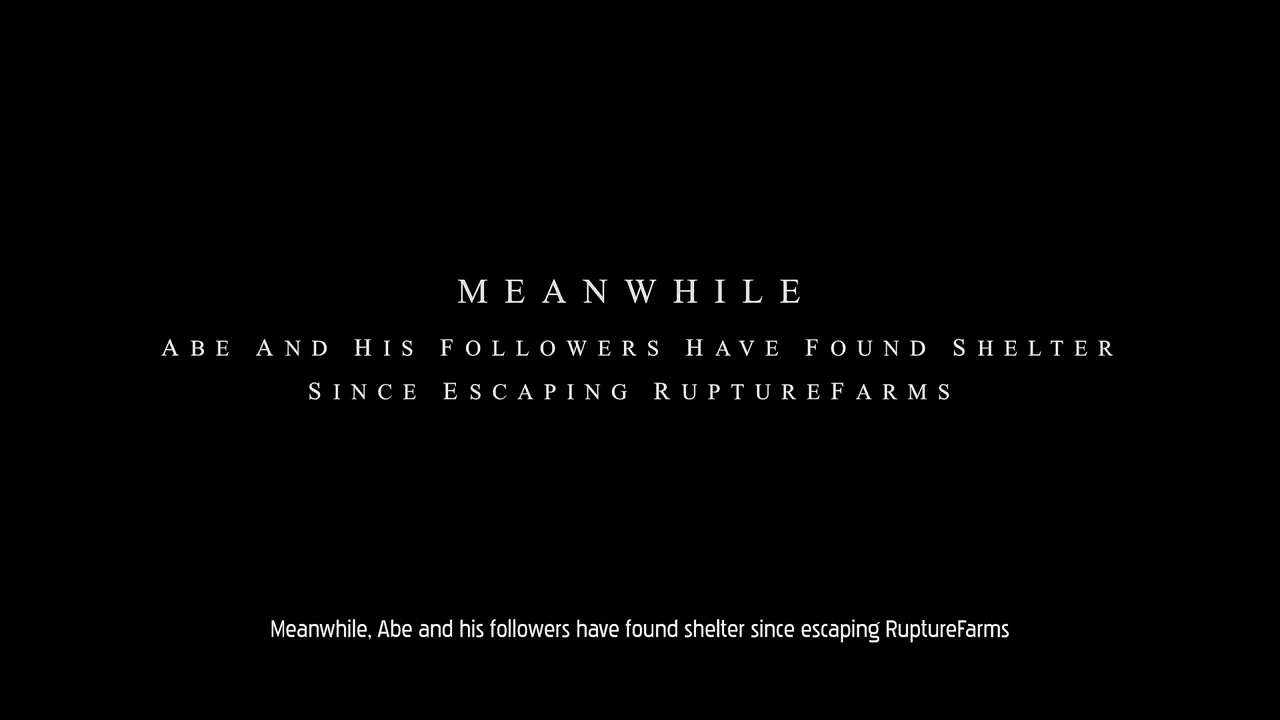 MEANWHILE
ABE AND HIS FOLLOWERS HAVE FOUND SHELTER
SINCE ESCAPING RUPTUREFARMS
Meanwhile, Abe and his followers have found shelter since escaping RuptureFarms